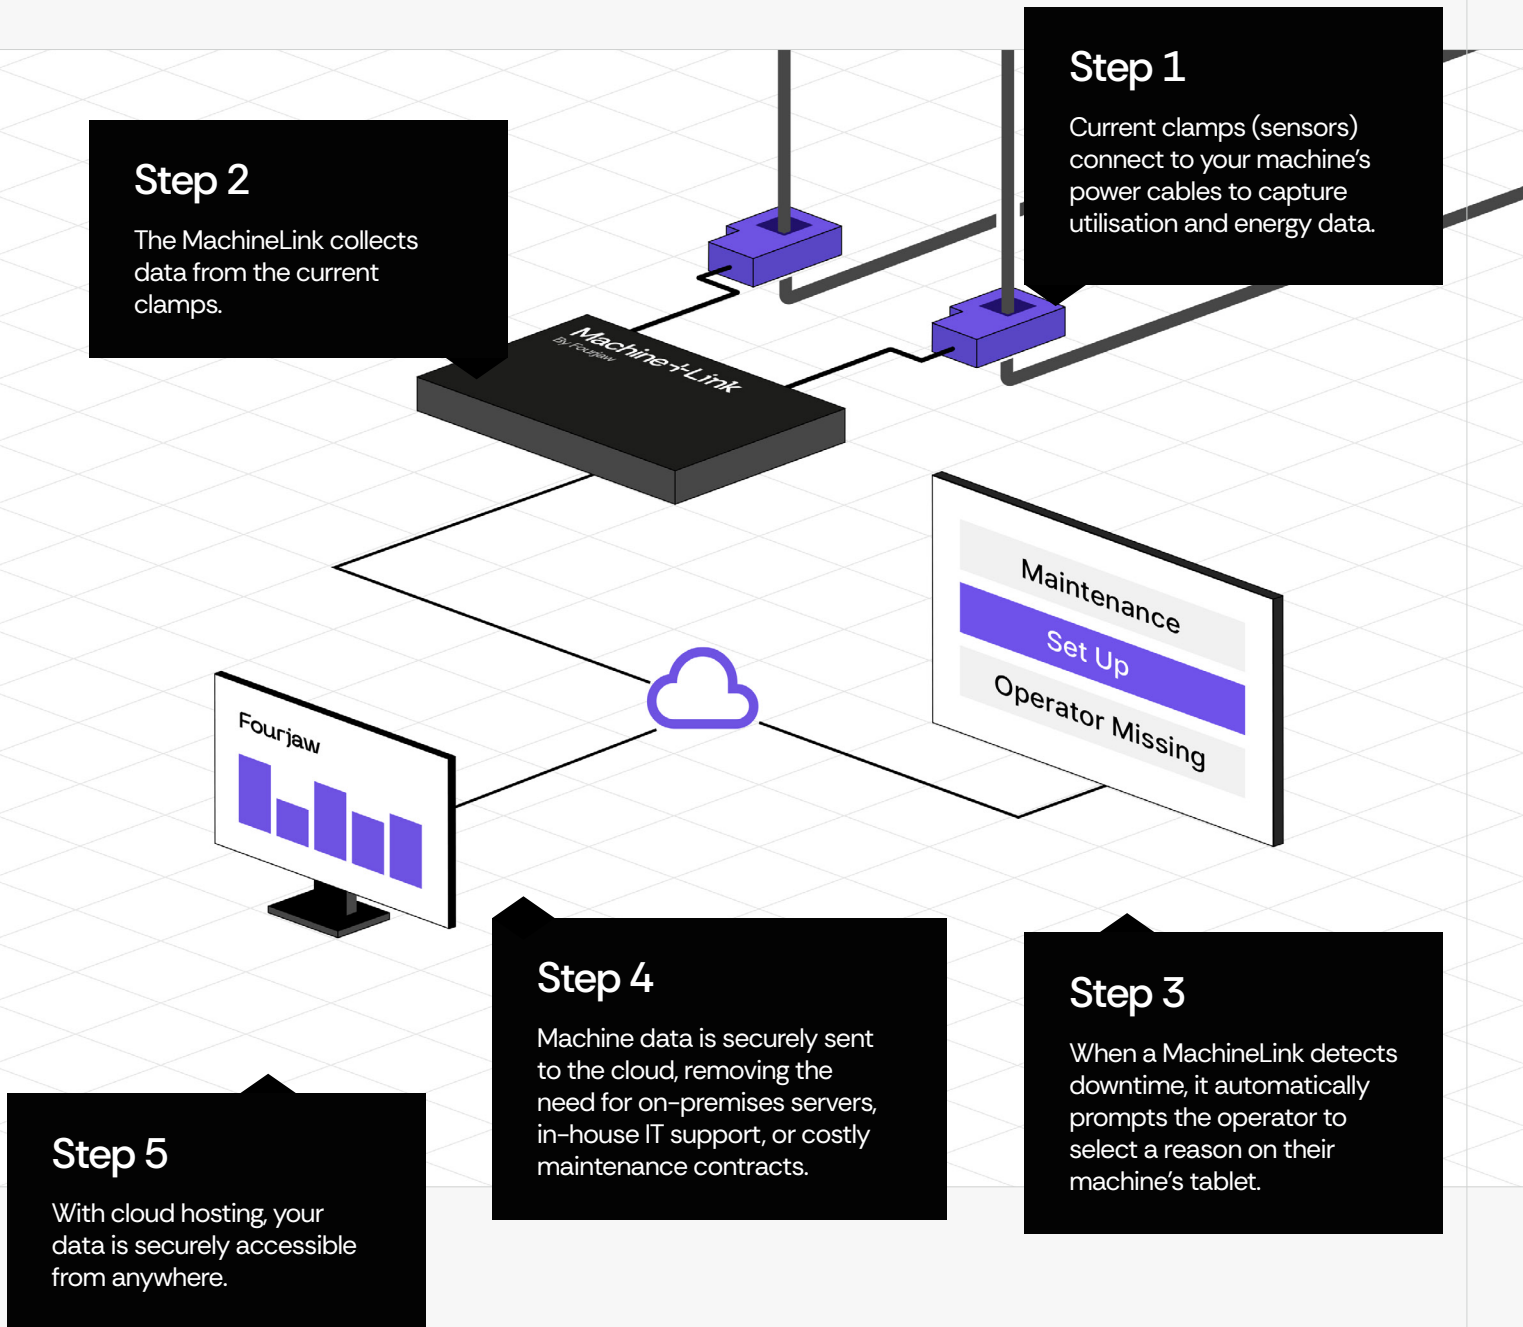 Step 1
Current clamps (sensors)
connect to your machine's
power cables to capture
utilisation and energy data.
Step 2
The MachineLink collects
data from the current
clamps.
Machine+Link
By Fourjaw
Maintenance
Set Up
Operator Missing
Fourjaw
Step 3
When a MachineLink detects
downtime, it automatically
prompts the operator to
select a reason on their
machine's tablet.
Step 4
Machine data is securely sent
to the cloud, removing the
need for on-premises servers,
in-house IT support, or costly
maintenance contracts.
Step 5
With cloud hosting, your
data is securely accessible
from anywhere.